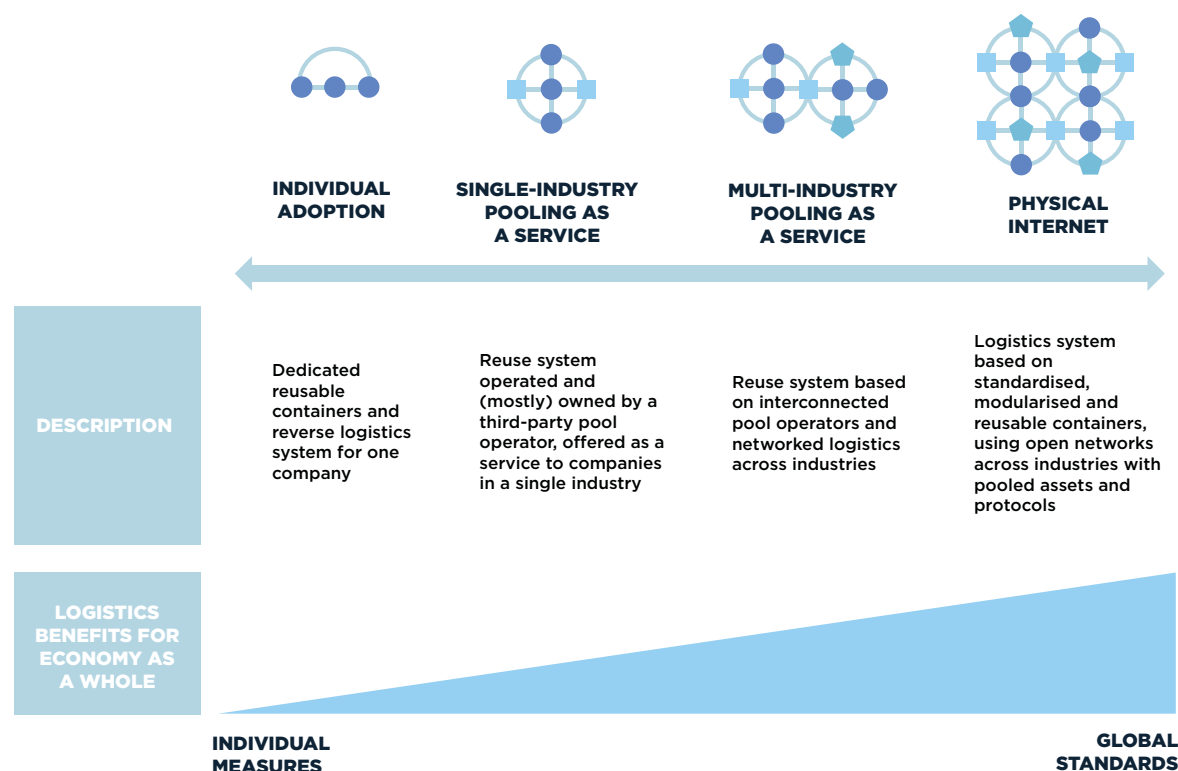 INDIVIDUAL
ADOPTION
SINGLE-INDUSTRY
POOLING AS
A SERVICE
MULTI-INDUSTRY
POOLING AS
A SERVICE
PHYSICAL
INTERNET
DESCRIPTION
Dedicated
reusable
containers and
reverse logistics
system for one
company
Reuse system
operated and
(mostly) owned by a
third-party pool
operator, offered as a
service to companies
in a single industry
Reuse system based
on interconnected
pool operators and
networked logistics
across industries
Logistics system
based on
standardised,
modularised and
reusable containers,
using open networks
across industries with
pooled assets and
protocols
LOGISTICS
BENEFITS FOR
ECONOMY AS
A WHOLE
INDIVIDUAL
MEASURES
GLOBAL
STANDARDS